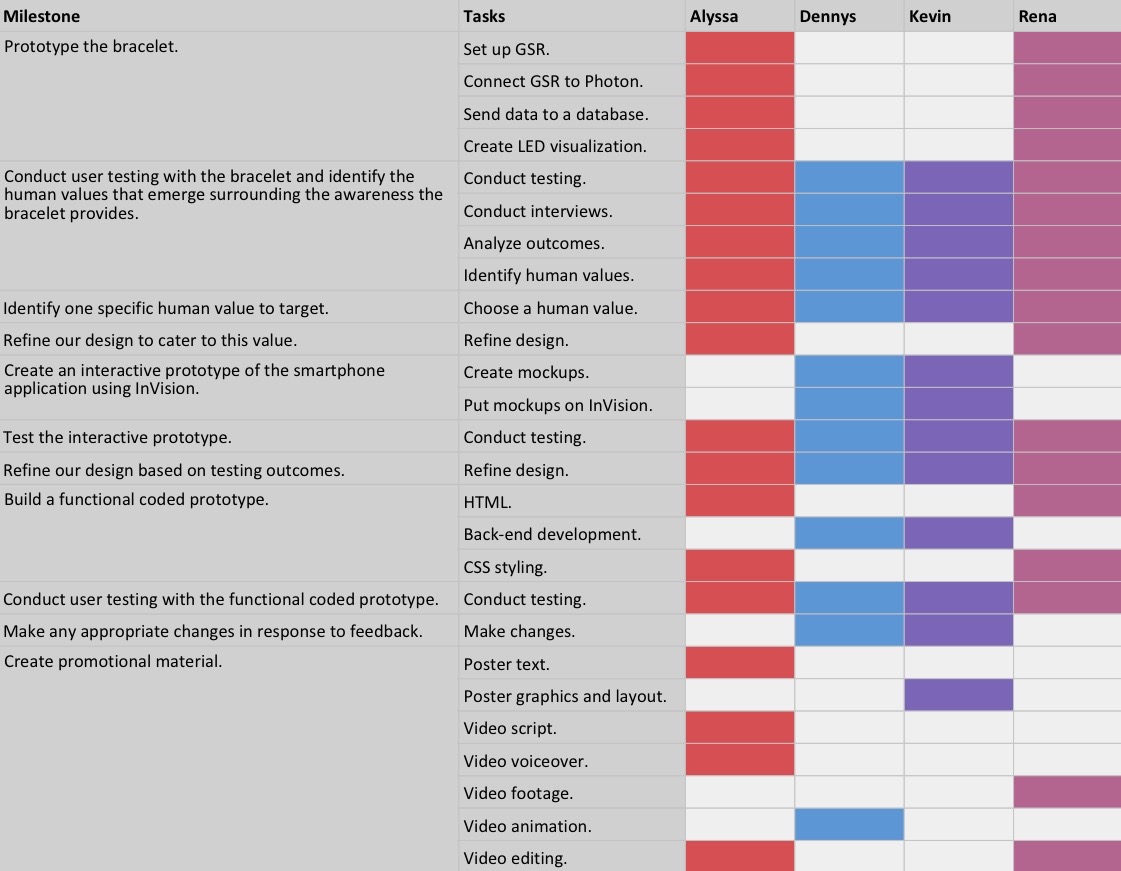 Milestone Tasks Alyssa Dennys Kevin Rena
Prototype the bracelet. Set up GSR.
Connect GSR to Photon.
Send data to a database.
Create LED visualization.
Conduct user testing with the bracelet and identify the
human values that emerge surrounding the awareness the
bracelet provides.
Conduct testing.
Conduct interviews.
Analyze outcomes.
Identify human values.
Identify one specific human value to target. Choose a human value.
Refine our design to cater to this value. Refine design.
Create an interactive prototype of the smartphone
application using InVision.
Create mockups.
Put mockups on InVision.
Test the interactive prototype. Conduct testing.
Refine our design based on testing outcomes. Refine design.
Build a functional coded prototype. HTML.
Back-end development.
CSS styling.
Conduct user testing with the functional coded prototype. Conduct testing.
Make any appropriate changes in response to feedback. Make changes.
Create promotional material. Poster text.
Poster graphics and layout.
Video script.
Video voiceover.
Video footage.
Video animation.
Video editing.